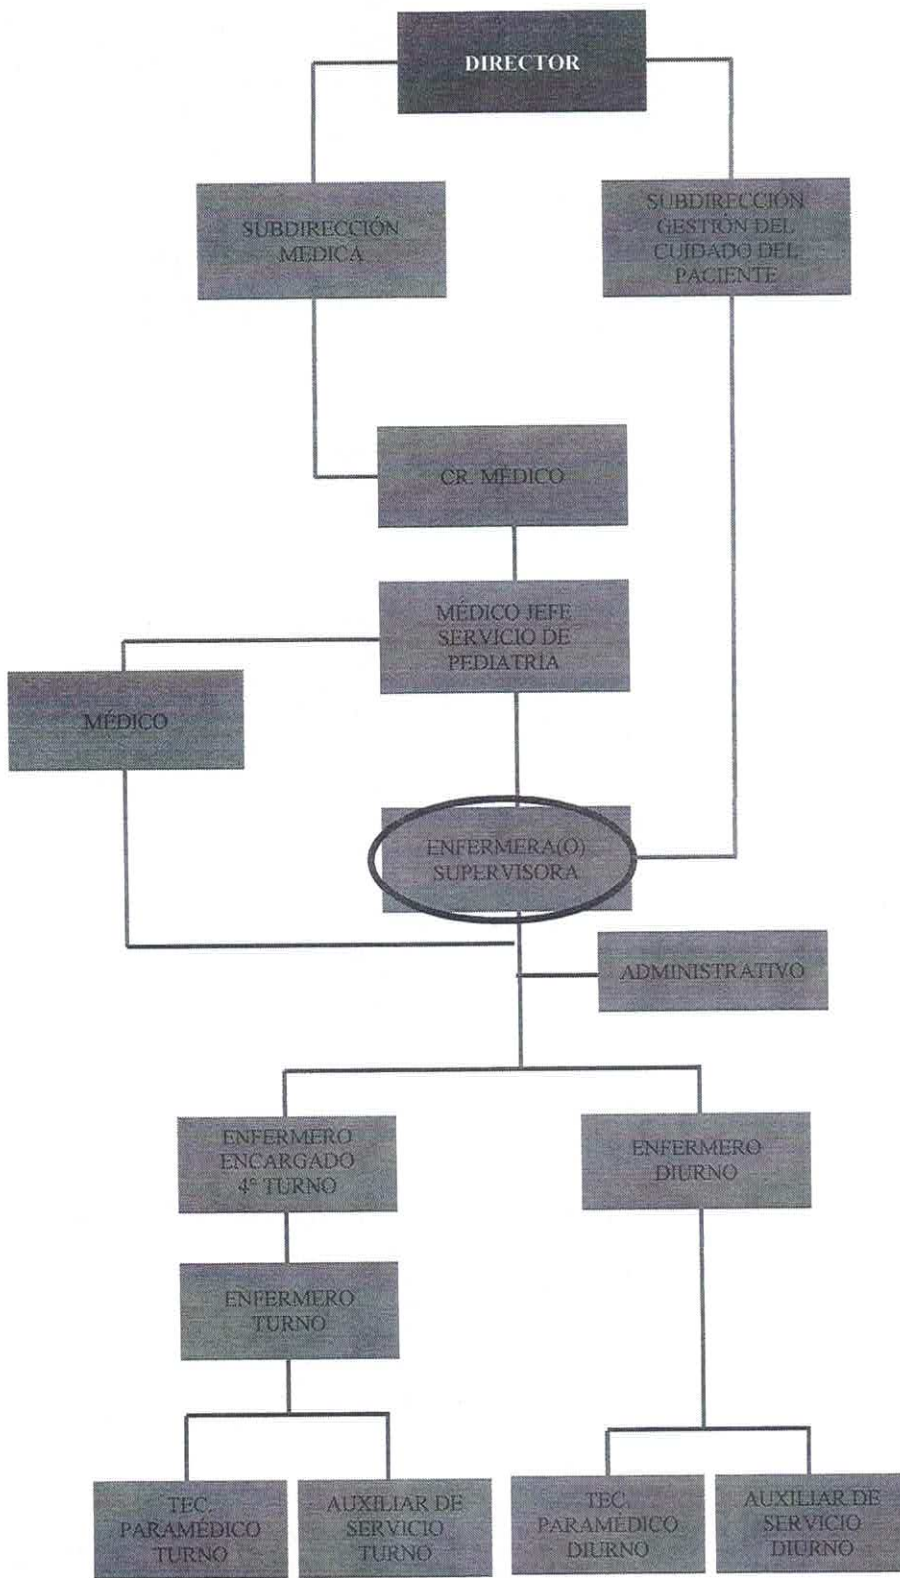 DIRECTOR
SUBDIRECCIÓN
MEDICA
SUBDIRECCIÓN
GESTIÓN DEL
CUIDADO DEL
PACIENTE
CR. MÉDICO
MÉDICO JEFE
SERVICIO DE
PEDIATRÍA
MÉDICO
ENFERMERA(O)
SUPERVISORA
ADMINISTRATIVO
ENFERMERO
ENCARGADO
4° TURNO
ENFERMERO
DIURNO
ENFERMERO
TURNO
TEC.
PARAMÉDICO
TURNO
AUXILIAR DE
SERVICIO
TURNO
TEC.
PARAMÉDICO
DIURNO
AUXILIAR DE
SERVICIO
DIURNO